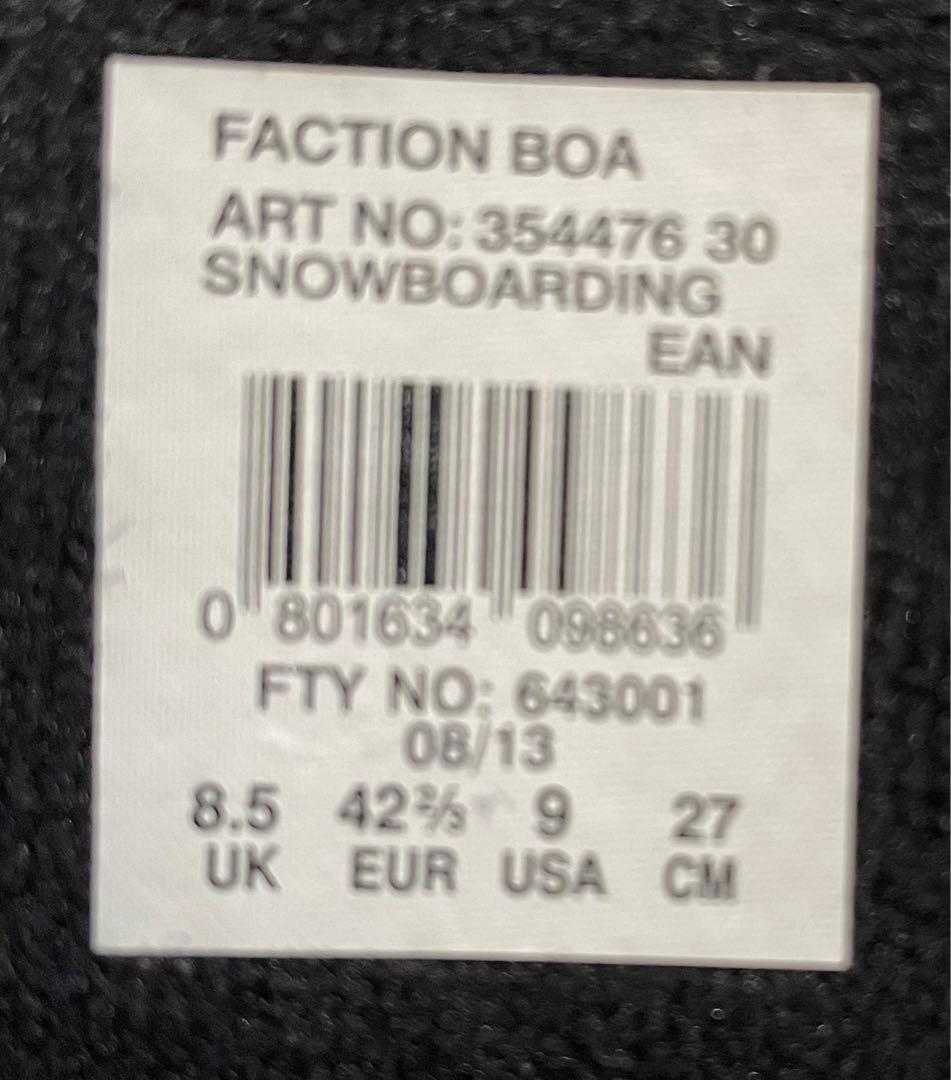 FACTION BOA
ART NO: 354476 30
SNOWBOARDING
EAN
0 801634 098636
FTY NO: 643001
08/13
8.5 42⅔ 9 27
UK EUR USA CM